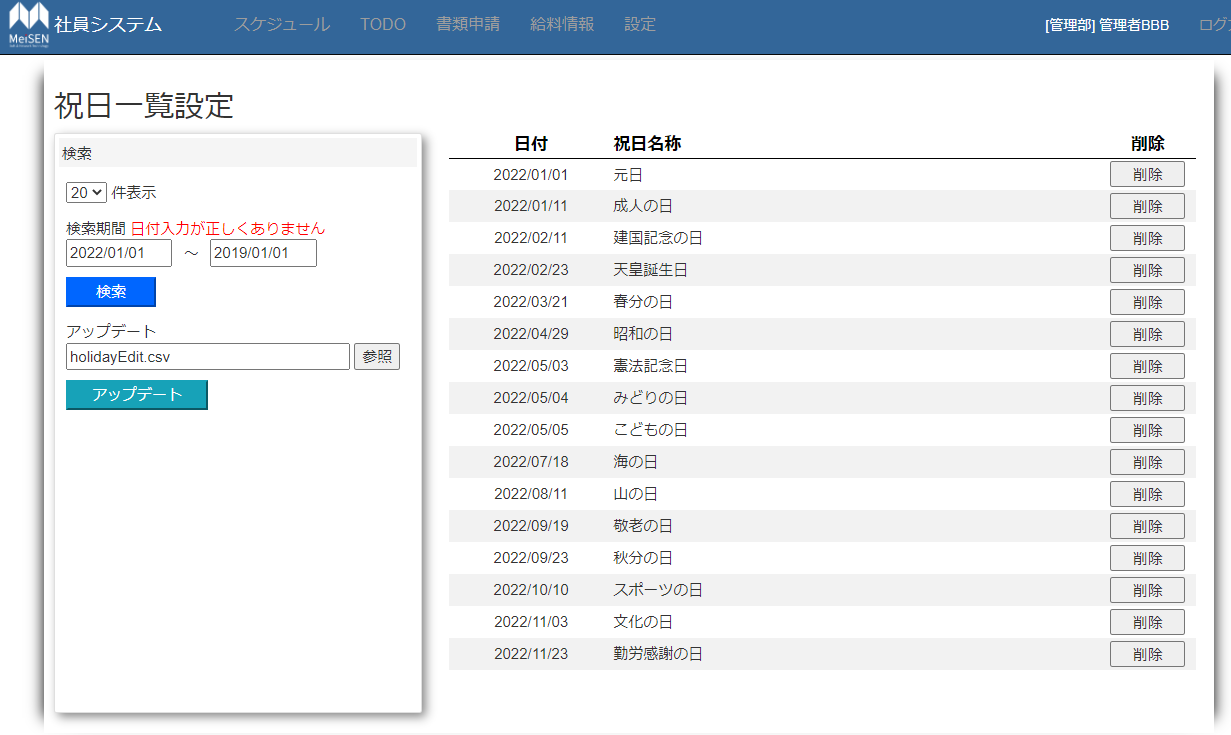 MeiSEN
社員システム スケジュール TODO 書類申請 給料情報 設定 [管理部] 管理者BBB ログ
祝日一覧設定
検索
20 件表示
検索期間 日付入力が正しくありません
2022/01/01 ～ 2019/01/01
検索
アップデート
holidayEdit.csv 参照
アップデート
日付 祝日名称 削除
2022/01/01 元日 削除
2022/01/11 成人の日 削除
2022/02/11 建国記念の日 削除
2022/02/23 天皇誕生日 削除
2022/03/21 春分の日 削除
2022/04/29 昭和の日 削除
2022/05/03 憲法記念日 削除
2022/05/04 みどりの日 削除
2022/05/05 こどもの日 削除
2022/07/18 海の日 削除
2022/08/11 山の日 削除
2022/09/19 敬老の日 削除
2022/09/23 秋分の日 削除
2022/10/10 スポーツの日 削除
2022/11/03 文化の日 削除
2022/11/23 勤労感謝の日 削除